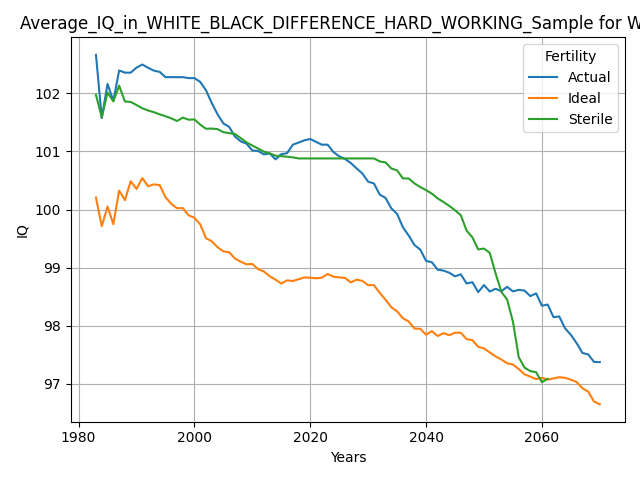 Average_IQ_in_WHITE_BLACK_DIFFERENCE_HARD_WORKING_Sample for W
Fertility
Actual
Ideal
Sterile
IQ
102
101
100
99
98
97
1980 2000 2020 2040 2060
Years